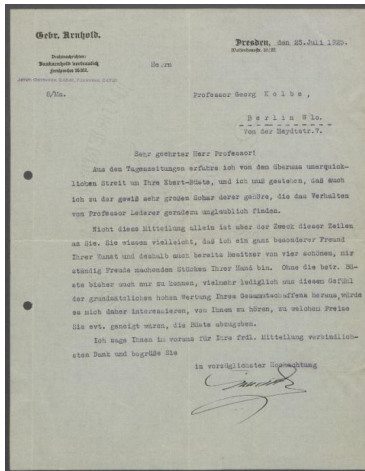 Gebr. Arnhold.
Dresden, den 25.Juli 1925.
Herrn
Professor Georg K o l b e ,
B e r l i n W 10.
Von der Heydtstr.7.
Sehr geehrter Herr Professor!
Aus den Tageszeitungen erfahre ich von dem überaus unerquick-
lichen Streit um Ihre Ebert-Büste, und ich muß gestehen, daß auch
ich zu der gewiß sehr großen Schar derer gehöre, die das Verhalten
von Professor Lederer geradezu unglaublich finden.
Nicht diese Mitteilung allein ist aber der Zweck dieser Zeilen
an Sie. Sie wissen vielleicht, daß ich ein ganz besonderer Freund
Ihrer Kunst und deshalb auch bereits Besitzer von vier schönen, mir
ständig Freude machenden Stücken Ihrer Hand bin. Ohne die betr. Bü-
ste bisher auch nur zu kennen, vielmehr lediglich aus diesem Gefühl
der grundsätzlichen hohen Wertung Ihres Gesamtschaffens heraus, würde
es mich daher interessieren, von Ihnen zu hören, zu welchem Preise
Sie evt. geneigt wären, die Büste abzugeben.
Ich sage Ihnen im voraus für Ihre frdl. Mitteilung verbindlich-
sten Dank und begrüße Sie
in vorzüglichster Hochachtung